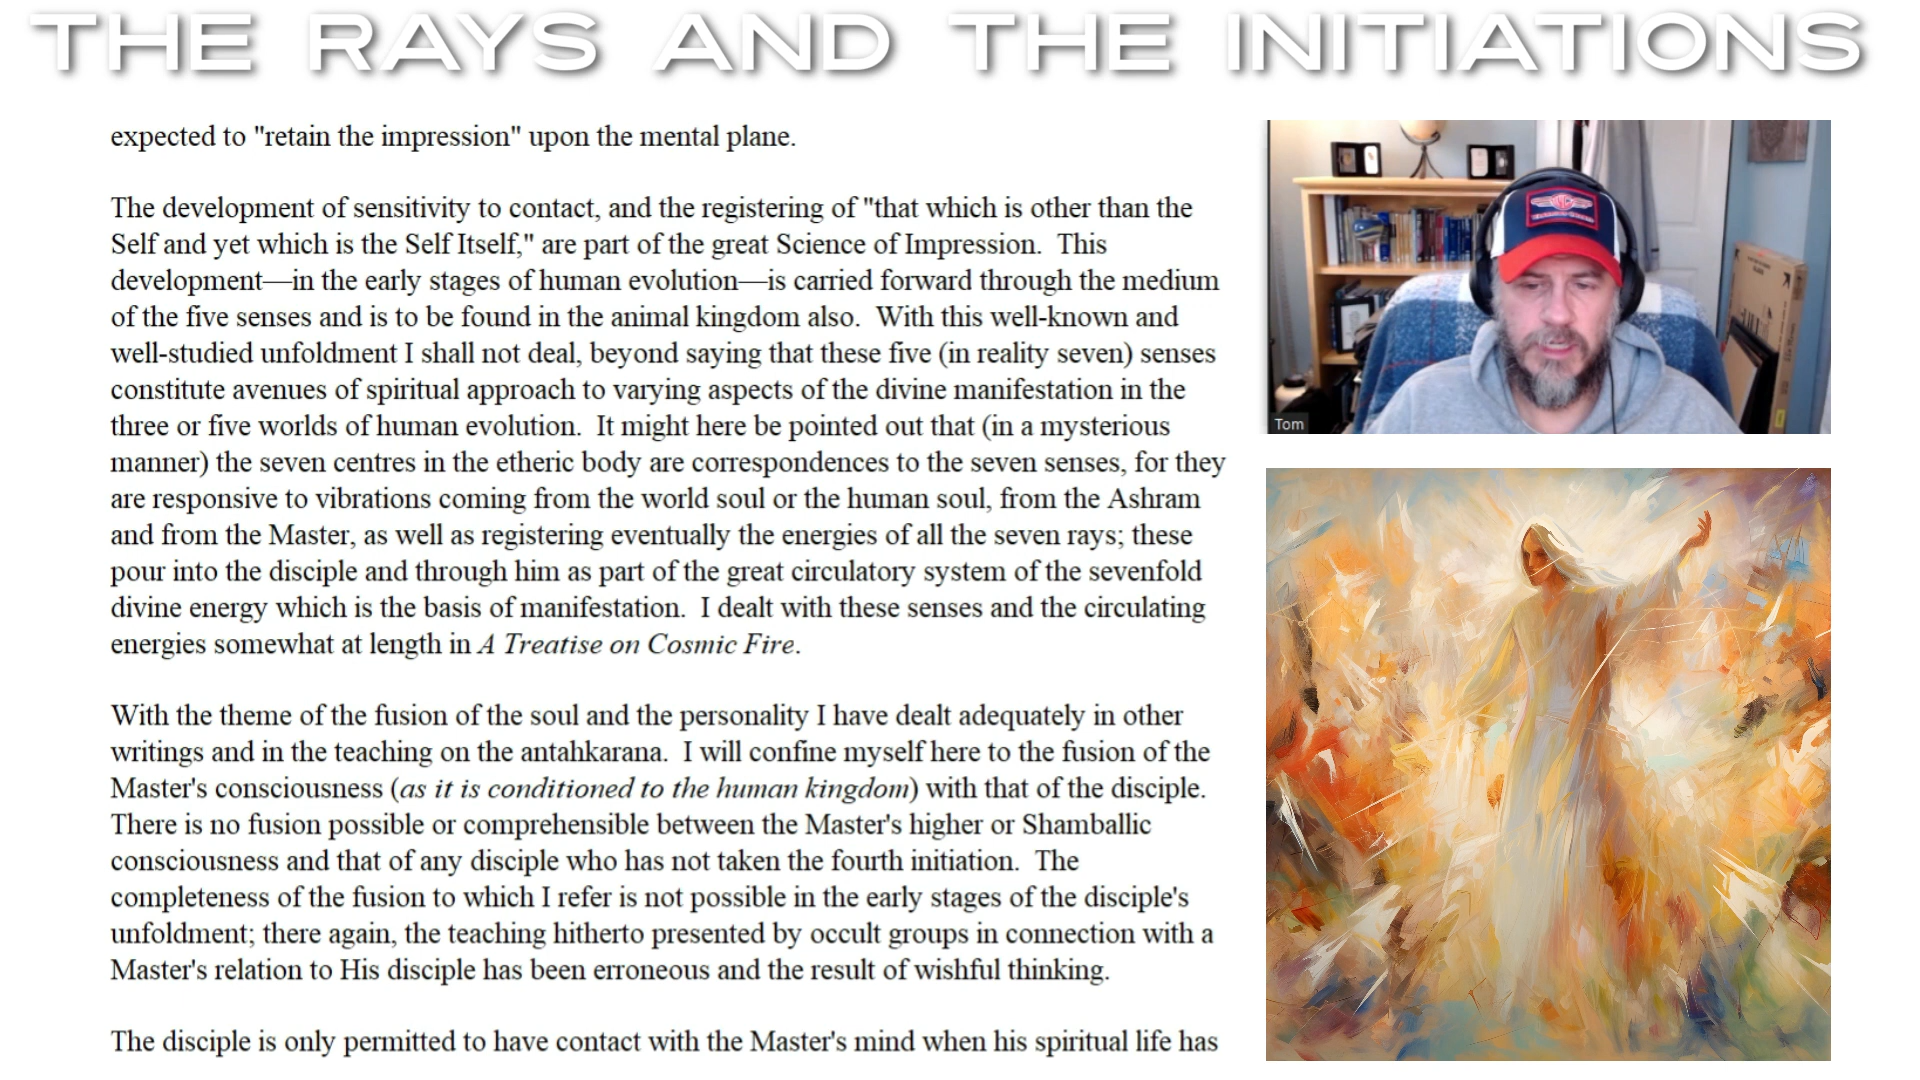 THE RAYS AND THE INITIATIONS
expected to "retain the impression" upon the mental plane.
The development of sensitivity to contact, and the registering of "that which is other than the
Self and yet which is the Self Itself," are part of the great Science of Impression.  This
development—in the early stages of human evolution—is carried forward through the medium
of the five senses and is to be found in the animal kingdom also.  With this well-known and
well-studied unfoldment I shall not deal, beyond saying that these five (in reality seven) senses
constitute avenues of spiritual approach to varying aspects of the divine manifestation in the
three or five worlds of human evolution.  It might here be pointed out that (in a mysterious
manner) the seven centres in the etheric body are correspondences to the seven senses, for they
are responsive to vibrations coming from the world soul or the human soul, from the Ashram
and from the Master, as well as registering eventually the energies of all the seven rays; these
pour into the disciple and through him as part of the great circulatory system of the sevenfold
divine energy which is the basis of manifestation.  I dealt with these senses and the circulating
energies somewhat at length in A Treatise on Cosmic Fire.
With the theme of the fusion of the soul and the personality I have dealt adequately in other
writings and in the teaching on the antahkarana.  I will confine myself here to the fusion of the
Master's consciousness (as it is conditioned to the human kingdom) with that of the disciple.
There is no fusion possible or comprehensible between the Master's higher or Shamballic
consciousness and that of any disciple who has not taken the fourth initiation.  The
completeness of the fusion to which I refer is not possible in the early stages of the disciple's
unfoldment; there again, the teaching hitherto presented by occult groups in connection with a
Master's relation to His disciple has been erroneous and the result of wishful thinking.
The disciple is only permitted to have contact with the Master's mind when his spiritual life has
Tom